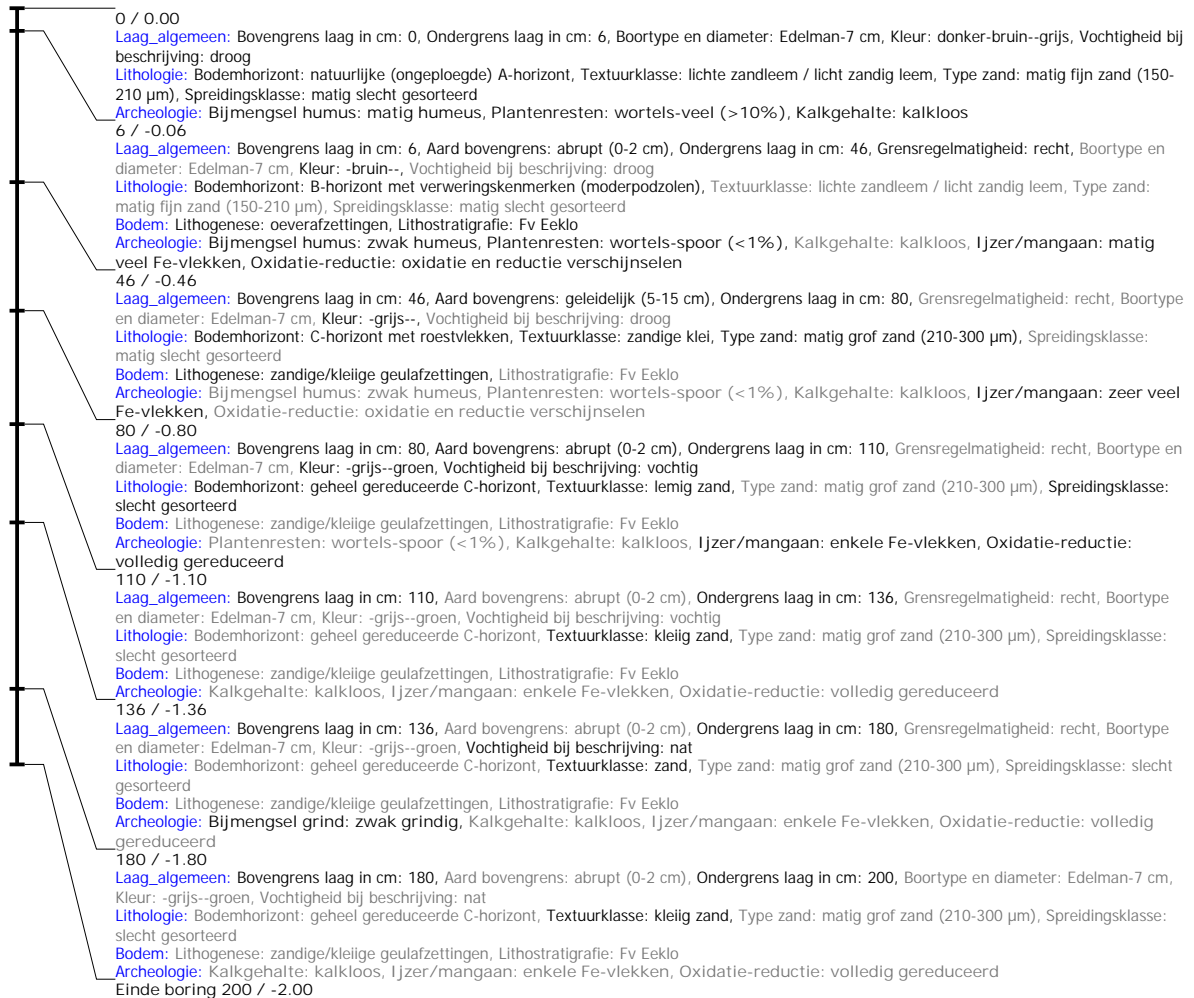 0 / 0.00
Laag_algemeen: Bovengrens laag in cm: 0, Ondergrens laag in cm: 6, Boortype en diameter: Edelman-7 cm, Kleur: donker-bruin--grijs, Vochtigheid bij
beschrijving: droog
Lithologie: Bodemhorizont: natuurlijke (ongeploegde) A-horizont, Textuurklasse: lichte zandleem / licht zandig leem, Type zand: matig fijn zand (150-
210 µm), Spreidingsklasse: matig slecht gesorteerd
Archeologie: Bijmengsel humus: matig humeus, Plantenresten: wortels-veel (>10%), Kalkgehalte: kalkloos
6 / -0.06
Laag_algemeen: Bovengrens laag in cm: 6, Aard bovengrens: abrupt (0-2 cm), Ondergrens laag in cm: 46, Grensregelmatigheid: recht, Boortype en
diameter: Edelman-7 cm, Kleur: -bruin--, Vochtigheid bij beschrijving: droog
Lithologie: Bodemhorizont: B-horizont met verweringskenmerken (moderpodzolen), Textuurklasse: lichte zandleem / licht zandig leem, Type zand:
matig fijn zand (150-210 µm), Spreidingsklasse: matig slecht gesorteerd
Bodem: Lithogenese: oeverafzettingen, Lithostratigrafie: Fv Eeklo
Archeologie: Bijmengsel humus: zwak humeus, Plantenresten: wortels-spoor (<1%), Kalkgehalte: kalkloos, Ijzer/mangaan: matig
veel Fe-vlekken, Oxidatie-reductie: oxidatie en reductie verschijnselen
46 / -0.46
Laag_algemeen: Bovengrens laag in cm: 46, Aard bovengrens: geleidelijk (5-15 cm), Ondergrens laag in cm: 80, Grensregelmatigheid: recht, Boortype
en diameter: Edelman-7 cm, Kleur: -grijs--, Vochtigheid bij beschrijving: droog
Lithologie: Bodemhorizont: C-horizont met roestvlekken, Textuurklasse: zandige klei, Type zand: matig grof zand (210-300 µm), Spreidingsklasse:
matig slecht gesorteerd
Bodem: Lithogenese: zandige/kleiige geulafzettingen, Lithostratigrafie: Fv Eeklo
Archeologie: Bijmengsel humus: zwak humeus, Plantenresten: wortels-spoor (<1%), Kalkgehalte: kalkloos, Ijzer/mangaan: zeer veel
Fe-vlekken, Oxidatie-reductie: oxidatie en reductie verschijnselen
80 / -0.80
Laag_algemeen: Bovengrens laag in cm: 80, Aard bovengrens: abrupt (0-2 cm), Ondergrens laag in cm: 110, Grensregelmatigheid: recht, Boortype en
diameter: Edelman-7 cm, Kleur: -grijs--groen, Vochtigheid bij beschrijving: vochtig
Lithologie: Bodemhorizont: geheel gereduceerde C-horizont, Textuurklasse: lemig zand, Type zand: matig grof zand (210-300 µm), Spreidingsklasse:
slecht gesorteerd
Bodem: Lithogenese: zandige/kleiige geulafzettingen, Lithostratigrafie: Fv Eeklo
Archeologie: Plantenresten: wortels-spoor (<1%), Kalkgehalte: kalkloos, Ijzer/mangaan: enkele Fe-vlekken, Oxidatie-reductie:
volledig gereduceerd
110 / -1.10
Laag_algemeen: Bovengrens laag in cm: 110, Aard bovengrens: abrupt (0-2 cm), Ondergrens laag in cm: 136, Grensregelmatigheid: recht, Boortype
en diameter: Edelman-7 cm, Kleur: -grijs--groen, Vochtigheid bij beschrijving: vochtig
Lithologie: Bodemhorizont: geheel gereduceerde C-horizont, Textuurklasse: kleiig zand, Type zand: matig grof zand (210-300 µm), Spreidingsklasse:
slecht gesorteerd
Bodem: Lithogenese: zandige/kleiige geulafzettingen, Lithostratigrafie: Fv Eeklo
Archeologie: Kalkgehalte: kalkloos, Ijzer/mangaan: enkele Fe-vlekken, Oxidatie-reductie: volledig gereduceerd
136 / -1.36
Laag_algemeen: Bovengrens laag in cm: 136, Aard bovengrens: abrupt (0-2 cm), Ondergrens laag in cm: 180, Grensregelmatigheid: recht, Boortype
en diameter: Edelman-7 cm, Kleur: -grijs--groen, Vochtigheid bij beschrijving: nat
Lithologie: Bodemhorizont: geheel gereduceerde C-horizont, Textuurklasse: zand, Type zand: matig grof zand (210-300 µm), Spreidingsklasse: slecht
gesorteerd
Bodem: Lithogenese: zandige/kleiige geulafzettingen, Lithostratigrafie: Fv Eeklo
Archeologie: Bijmengsel grind: zwak grindig, Kalkgehalte: kalkloos, Ijzer/mangaan: enkele Fe-vlekken, Oxidatie-reductie: volledig
gereduceerd
180 / -1.80
Laag_algemeen: Bovengrens laag in cm: 180, Aard bovengrens: abrupt (0-2 cm), Ondergrens laag in cm: 200, Boortype en diameter: Edelman-7 cm,
Kleur: -grijs--groen, Vochtigheid bij beschrijving: nat
Lithologie: Bodemhorizont: geheel gereduceerde C-horizont, Textuurklasse: kleiig zand, Type zand: matig grof zand (210-300 µm), Spreidingsklasse:
slecht gesorteerd
Bodem: Lithogenese: zandige/kleiige geulafzettingen, Lithostratigrafie: Fv Eeklo
Archeologie: Kalkgehalte: kalkloos, Ijzer/mangaan: enkele Fe-vlekken, Oxidatie-reductie: volledig gereduceerd
Einde boring 200 / -2.00